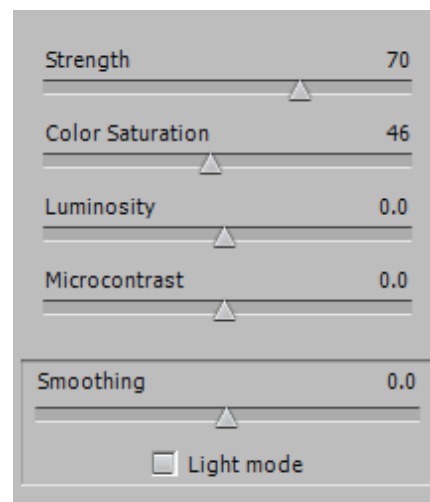 Strength 70
Color Saturation 46
Luminosity 0.0
Microcontrast 0.0
Smoothing 0.0
Light mode